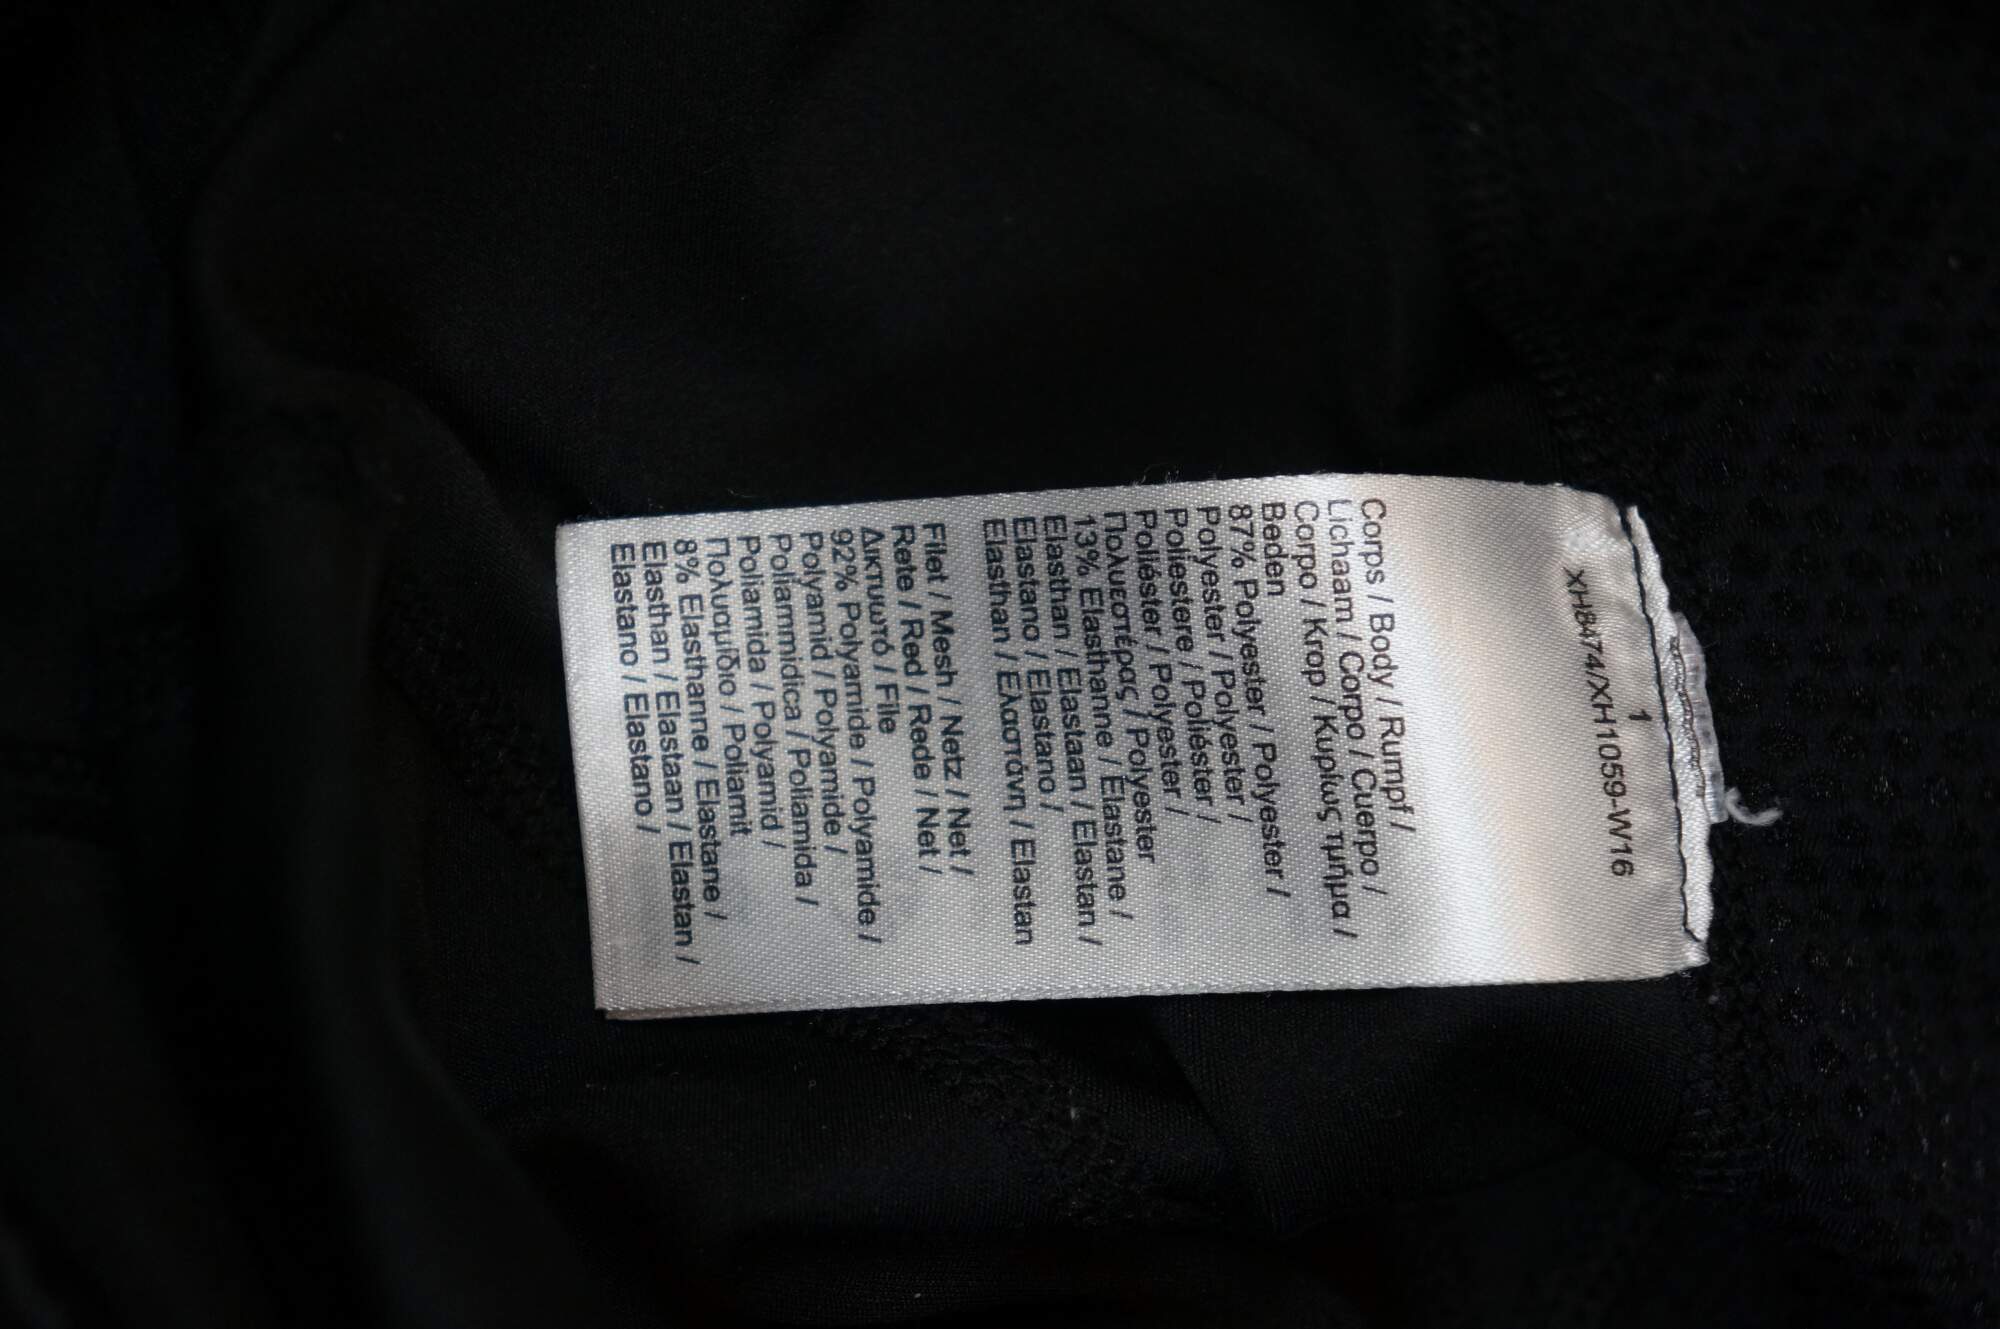 1
XH8474/XH1059-W16
Corps / Body / Rumpf /
Lichaam / Corpo / Cuerpo /
Corpo / Krop / Κυρίως τμήμα /
Beden
87% Polyester / Polyester /
Polyester / Polyester /
Poliestere / Poliéster /
Poliéster / Polyester /
Πολυεστέρας / Polyester
13% Elasthanne / Elastane /
Elasthan / Elastaan / Elastan /
Elastano / Elastano /
Elasthan / Ελαστάνη / Elastan
Filet / Mesh / Netz / Net /
Rete / Red / Rede / Net /
Δικτυωτό / File
92% Polyamide / Polyamide /
Polyamid / Polyamide /
Poliammidica / Poliamida /
Poliamida / Polyamid /
Πολυαμίδιο / Poliamit
8% Elasthanne / Elastane /
Elasthan / Elastaan / Elastan /
Elastano / Elastano /